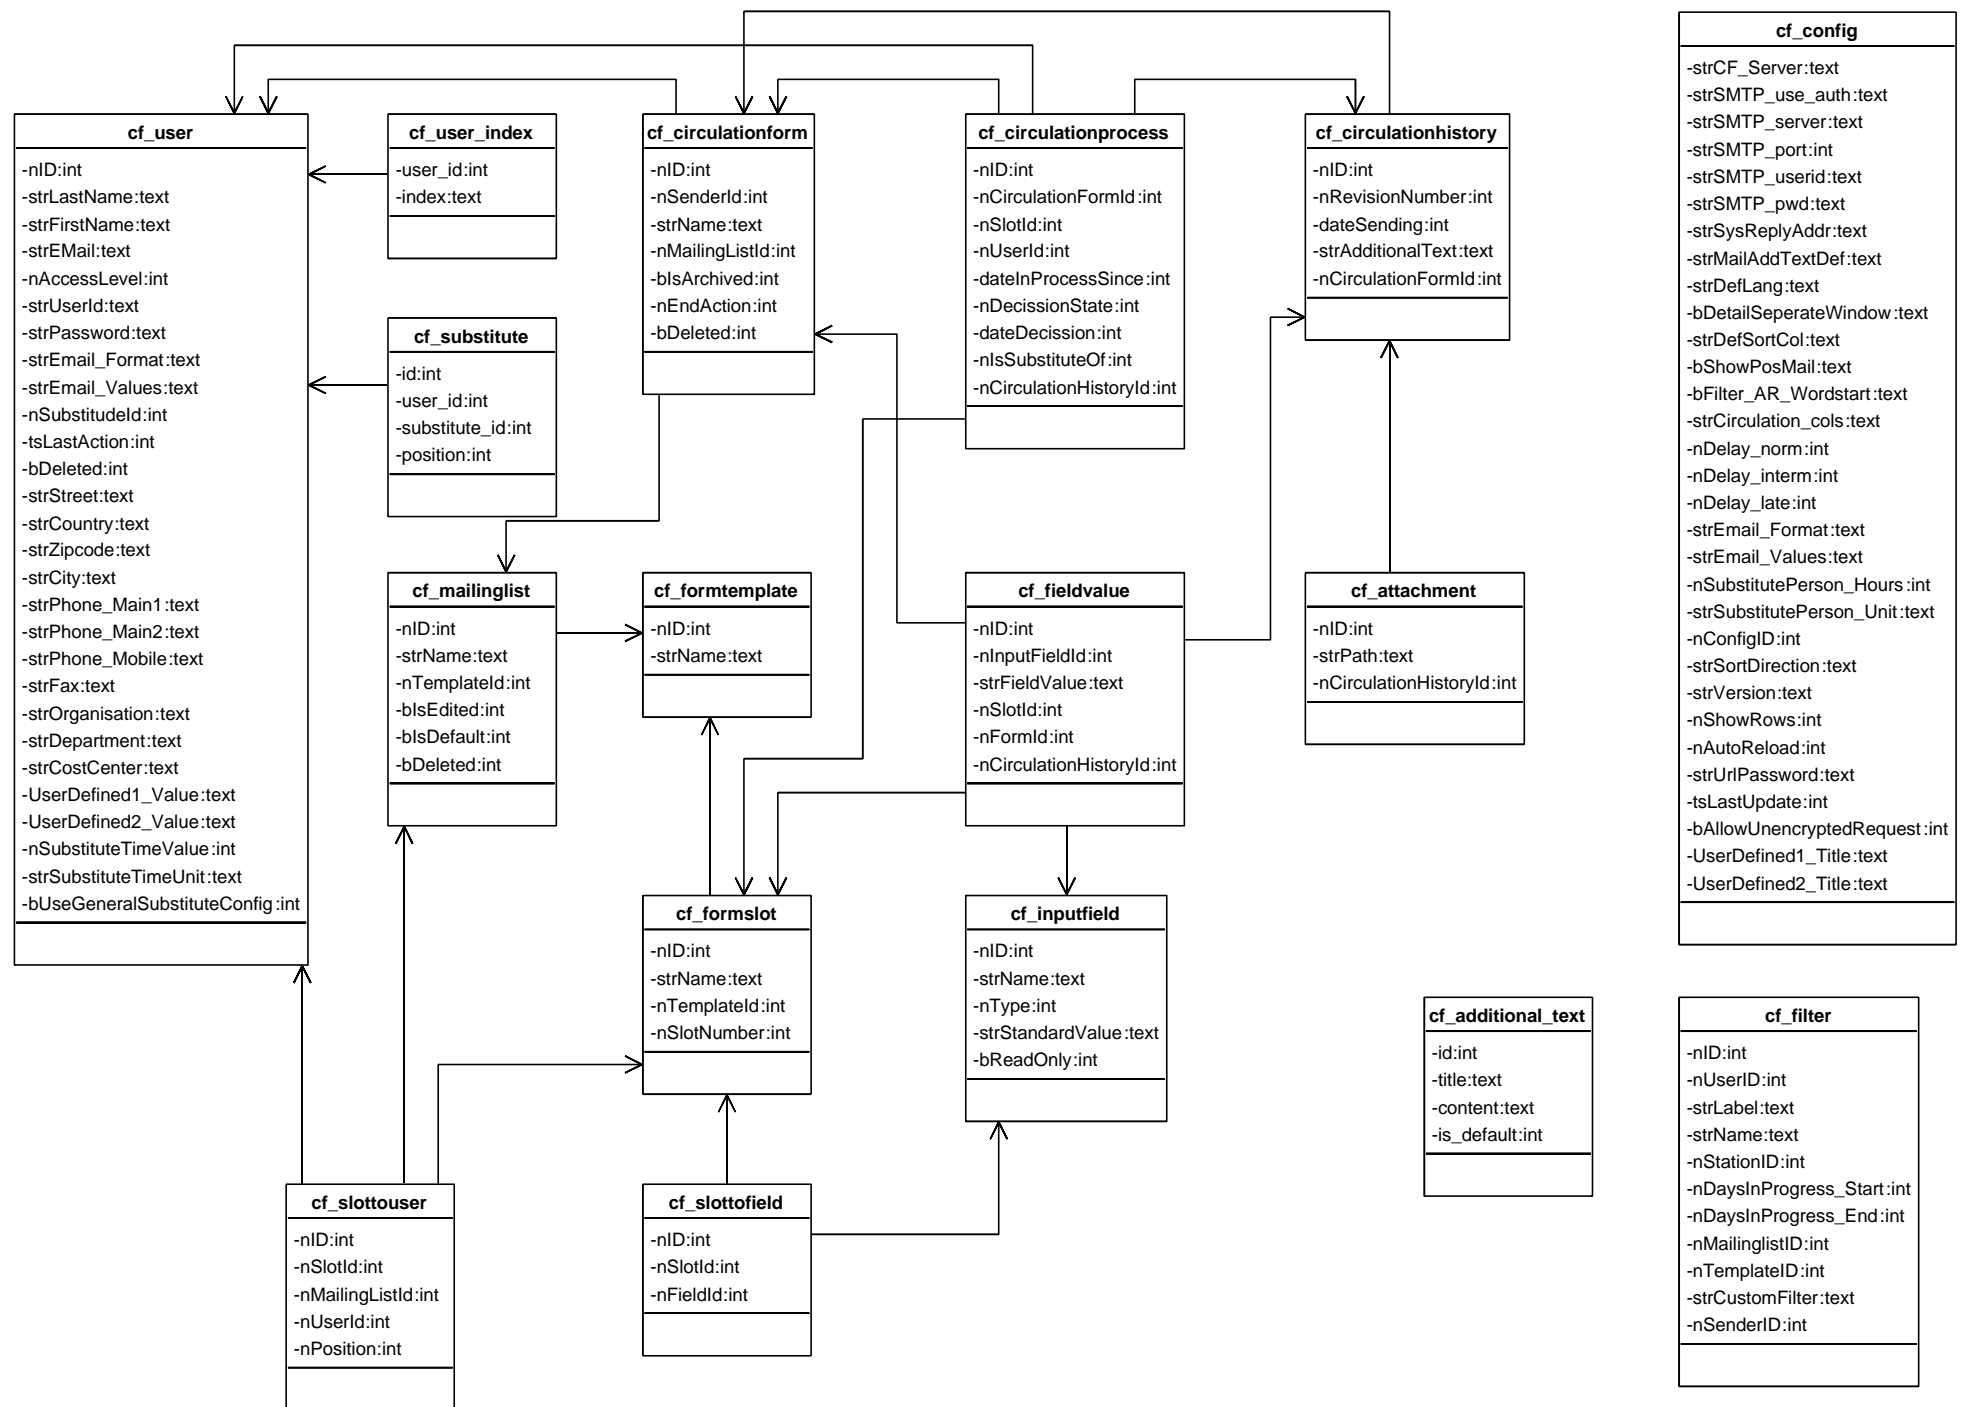 cf_user
-nID:int
-strLastName:text
-strFirstName:text
-strEMail:text
-nAccessLevel:int
-strUserId:text
-strPassword:text
-strEmail_Format:text
-strEmail_Values:text
-nSubstitudeId:int
-tsLastAction:int
-bDeleted:int
-strStreet:text
-strCountry:text
-strZipcode:text
-strCity:text
-strPhone_Main1:text
-strPhone_Main2:text
-strPhone_Mobile:text
-strFax:text
-strOrganisation:text
-strDepartment:text
-strCostCenter:text
-UserDefined1_Value:text
-UserDefined2_Value:text
-nSubstituteTimeValue:int
-strSubstituteTimeUnit:text
-bUseGeneralSubstituteConfig:int
cf_user_index
-user_id:int
-index:text
cf_substitute
-id:int
-user_id:int
-substitute_id:int
-position:int
cf_circulationform
-nID:int
-nSenderId:int
-strName:text
-nMailingListId:int
-bIsArchived:int
-nEndAction:int
-bDeleted:int
cf_circulationprocess
-nID:int
-nCirculationFormId:int
-nSlotId:int
-nUserId:int
-dateInProcessSince:int
-nDecissionState:int
-dateDecission:int
-nIsSubstituteOf:int
-nCirculationHistoryId:int
cf_circulationhistory
-nID:int
-nRevisionNumber:int
-dateSending:int
-strAdditionalText:text
-nCirculationFormId:int
cf_config
-strCF_Server:text
-strSMTP_use_auth:text
-strSMTP_server:text
-strSMTP_port:int
-strSMTP_userid:text
-strSMTP_pwd:text
-strSysReplyAddr:text
-strMailAddTextDef:text
-strDefLang:text
-bDetailSeperateWindow:text
-strDefSortCol:text
-bShowPosMail:text
-bFilter_AR_Wordstart:text
-strCirculation_cols:text
-nDelay_norm:int
-nDelay_interm:int
-nDelay_late:int
-strEmail_Format:text
-strEmail_Values:text
-nSubstitutePerson_Hours:int
-strSubstitutePerson_Unit:text
-nConfigID:int
-strSortDirection:text
-strVersion:text
-nShowRows:int
-nAutoReload:int
-strUrlPassword:text
-tsLastUpdate:int
-bAllowUnencryptedRequest:int
-UserDefined1_Title:text
-UserDefined2_Title:text
cf_mailinglist
-nID:int
-strName:text
-nTemplateId:int
-bIsEdited:int
-bIsDefault:int
-bDeleted:int
cf_formtemplate
-nID:int
-strName:text
cf_fieldvalue
-nID:int
-nInputFieldId:int
-strFieldValue:text
-nSlotId:int
-nFormId:int
-nCirculationHistoryId:int
cf_attachment
-nID:int
-strPath:text
-nCirculationHistoryId:int
cf_formslot
-nID:int
-strName:text
-nTemplateId:int
-nSlotNumber:int
cf_inputfield
-nID:int
-strName:text
-nType:int
-strStandardValue:text
-bReadOnly:int
cf_additional_text
-id:int
-title:text
-content:text
-is_default:int
cf_filter
-nID:int
-nUserID:int
-strLabel:text
-strName:text
-nStationID:int
-nDaysInProgress_Start:int
-nDaysInProgress_End:int
-nMailinglistID:int
-nTemplateID:int
-strCustomFilter:text
-nSenderID:int
cf_slottouser
-nID:int
-nSlotId:int
-nMailingListId:int
-nUserId:int
-nPosition:int
cf_slottofield
-nID:int
-nSlotId:int
-nFieldId:int